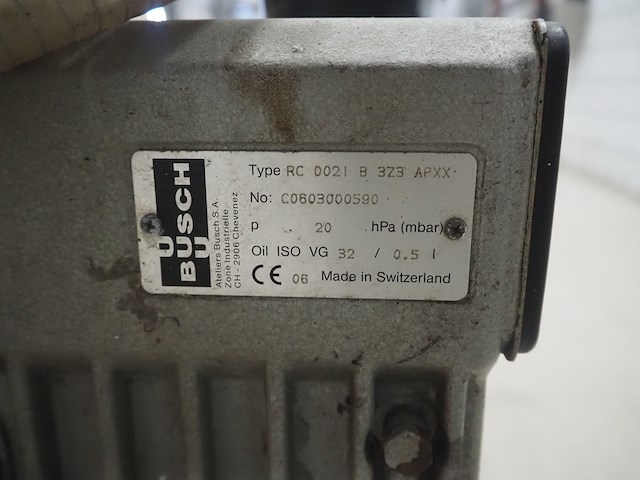 BUSCH
BUSCH
Ateliers Busch S.A.
Zone Industrielle
CH - 2906 Chevenez
Type RC 0021 B 3Z3 APXX
No: C0603000590
p 20 hPa (mbar)
Oil ISO VG 32 / 0.5 l
CE 06 Made in Switzerland